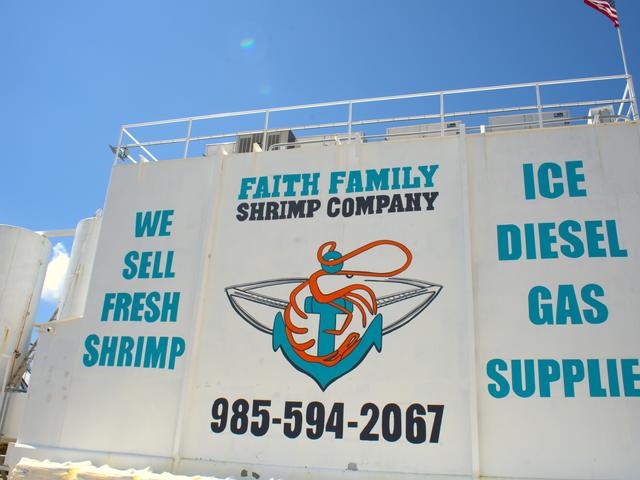 WE
SELL
FRESH
SHRIMP
FAITH FAMILY
SHRIMP COMPANY
985-594-2067
ICE
DIESEL
GAS
SUPPLIE